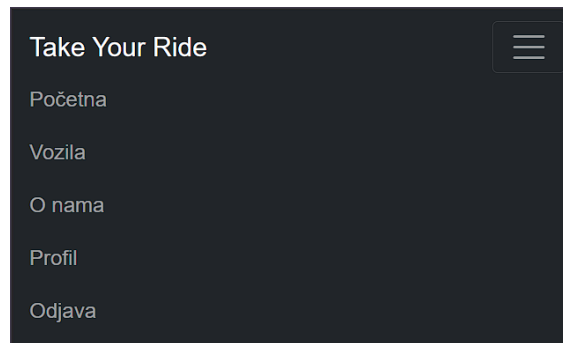 Take Your Ride
Početna
Vozila
O nama
Profil
Odjava